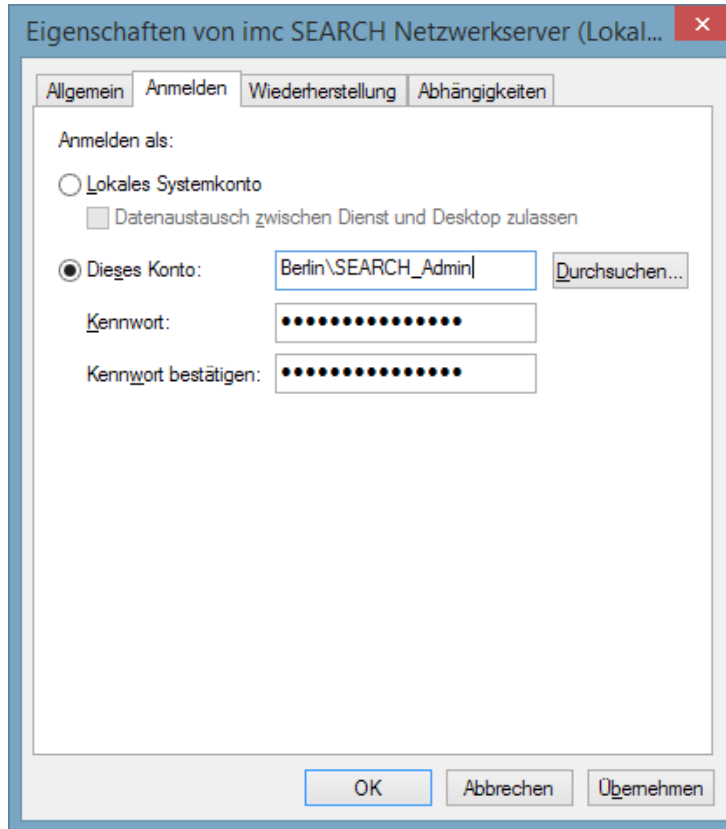 Eigenschaften von imc SEARCH Netzwerkserver (Lokal...
Allgemein Anmelden Wiederherstellung Abhängigkeiten
Anmelden als:
Lokales Systemkonto
Datenaustausch zwischen Dienst und Desktop zulassen
Dieses Konto: Berlin\SEARCH_Admin Durchsuchen...
Kennwort: ●●●●●●●●●●●●●●●
Kennwort bestätigen: ●●●●●●●●●●●●●●●
OK Abbrechen Übernehmen